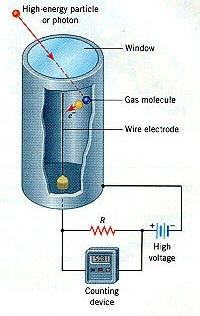 High-energy particle
or photon
Window
Gas molecule
e⁻
Wire electrode
R
+
−
High
voltage
Counting
device